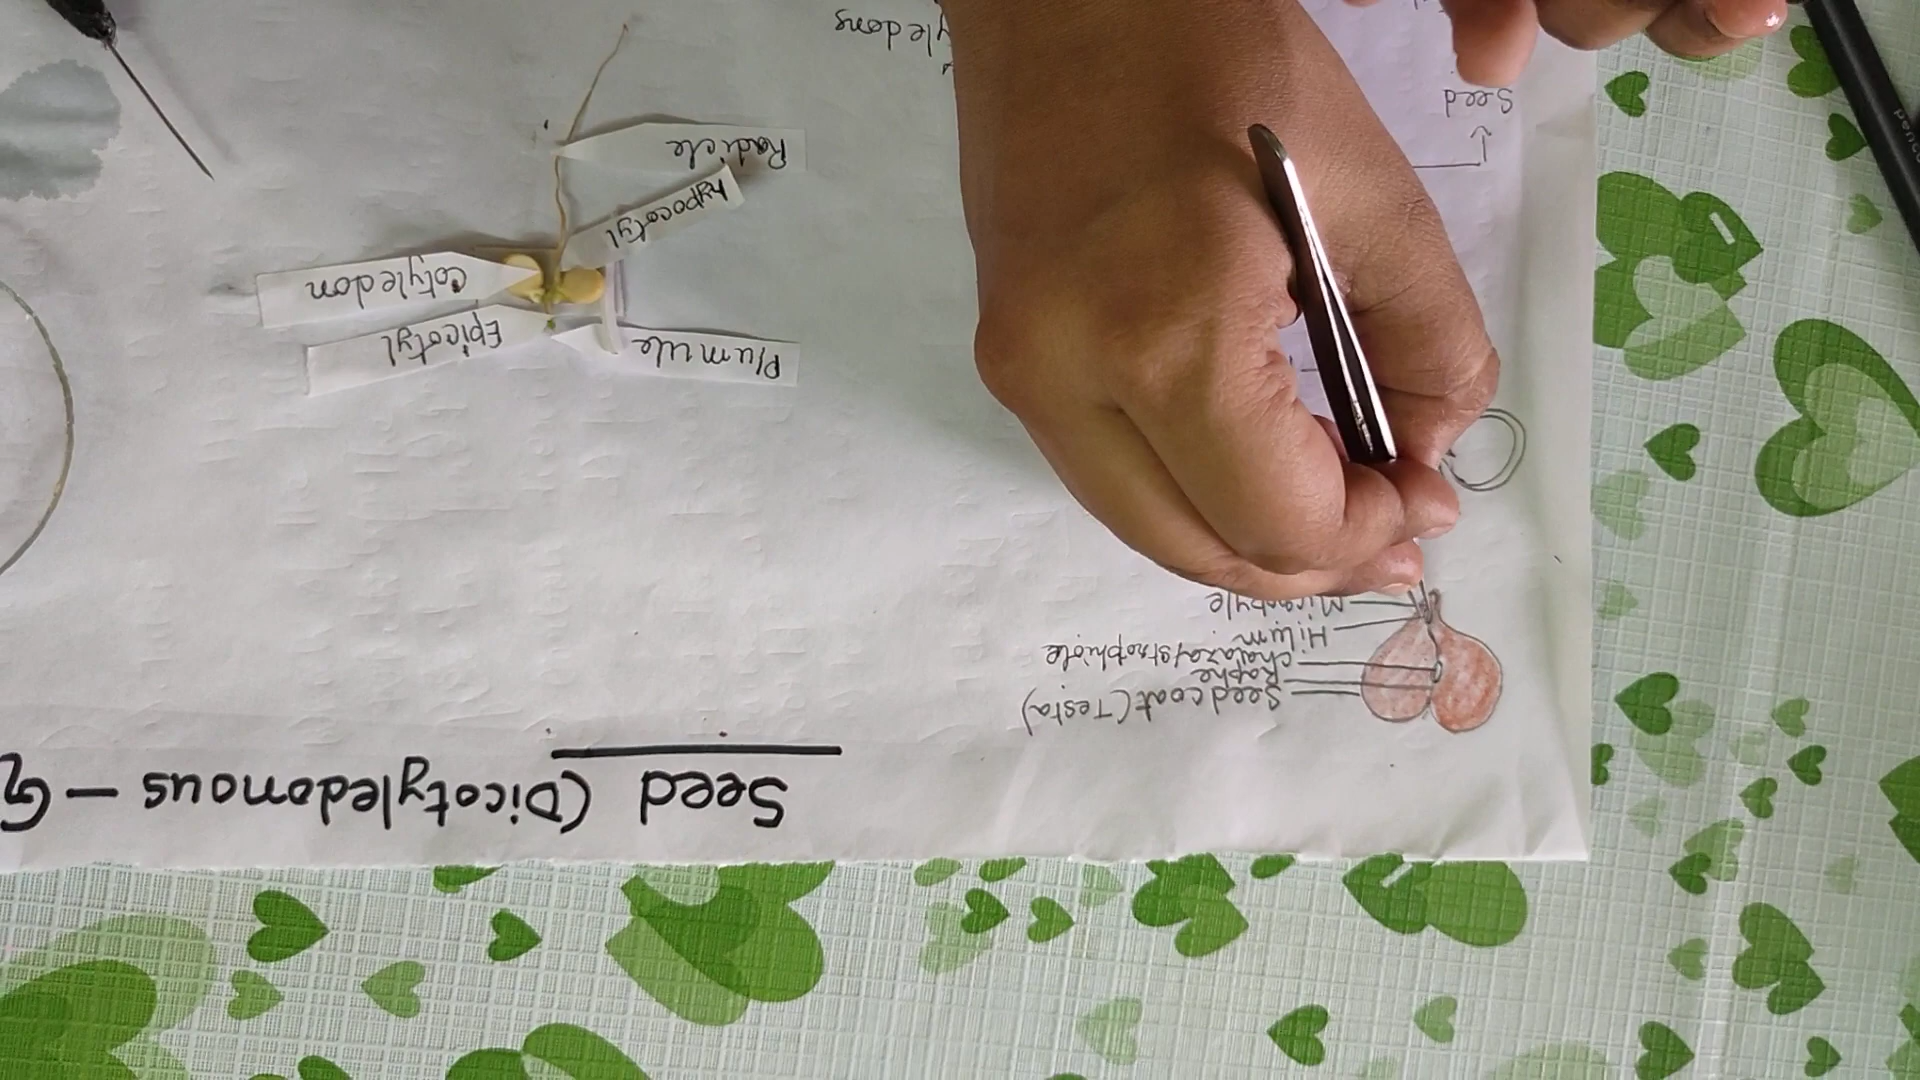 Seed (Dicotyledonous - G
Seed coat (Testa)
Raphe
Chalaza/strophiole
Hilum
Micropyle
Plumule
Epicotyl
Cotyledon
hypocotyl
Radicle
Seed
yledons